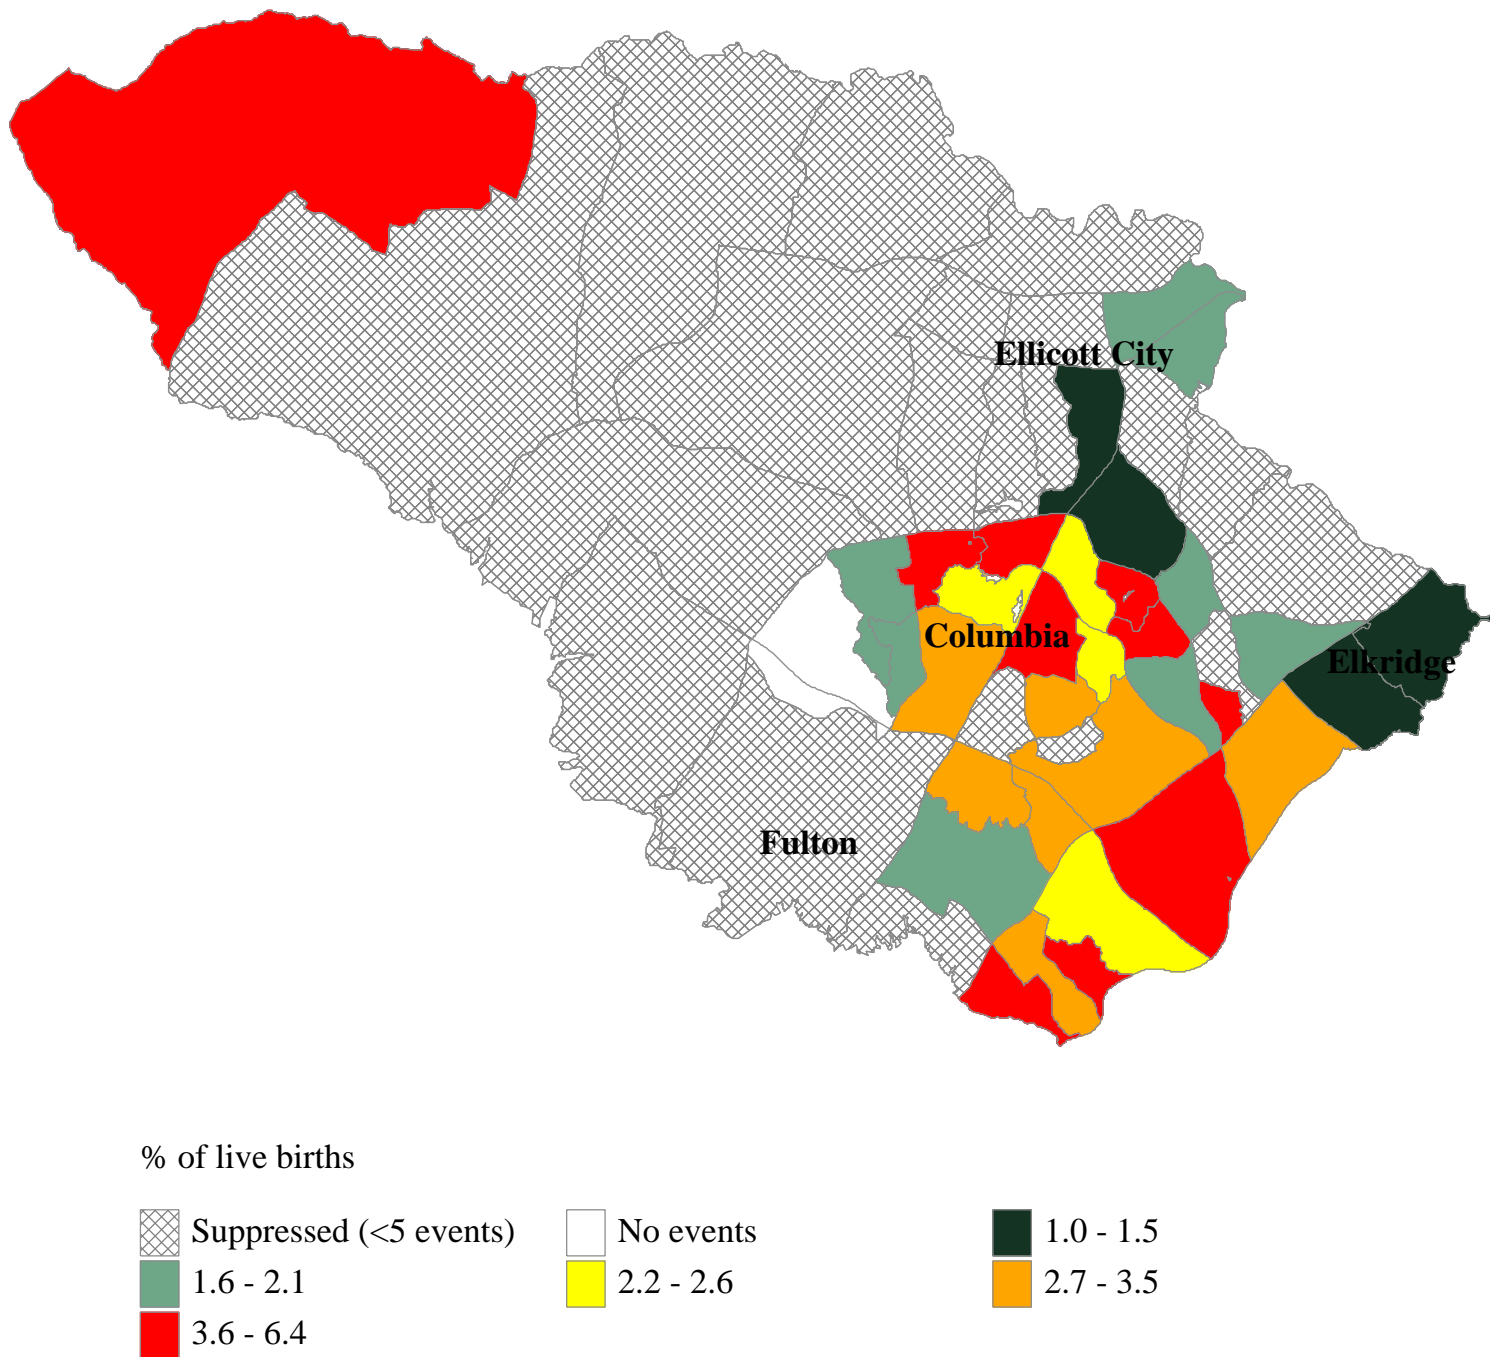 Ellicott City
Columbia
Elkridge
Fulton
% of live births
Suppressed (<5 events)
No events
1.0 - 1.5
1.6 - 2.1
2.2 - 2.6
2.7 - 3.5
3.6 - 6.4